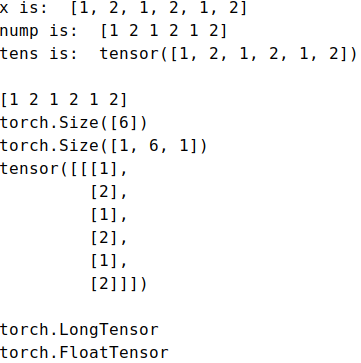 x is:  [1, 2, 1, 2, 1, 2]
nump is:  [1 2 1 2 1 2]
tens is:  tensor([1, 2, 1, 2, 1, 2])

[1 2 1 2 1 2]
torch.Size([6])
torch.Size([1, 6, 1])
tensor([[[1],
         [2],
         [1],
         [2],
         [1],
         [2]]])

torch.LongTensor
torch.FloatTensor